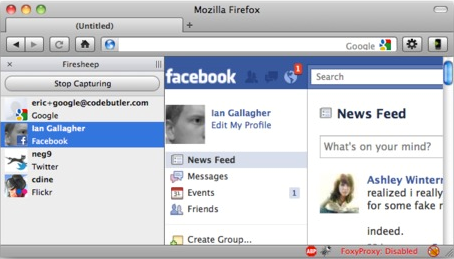 Mozilla Firefox
(Untitled)
+
Google
× Firesheep
Stop Capturing
eric+google@codebutler.com
Google
Ian Gallagher
Facebook
neg9
Twitter
cdine
Flickr
facebook
1
Search
Ian Gallagher
Edit My Profile
News Feed
Messages
31
Events 1
Friends
Create Group...
News Feed
What's on your mind?
Ashley
realized i really
for some fake
indeed.
ABP
FoxyProxy: Disabled